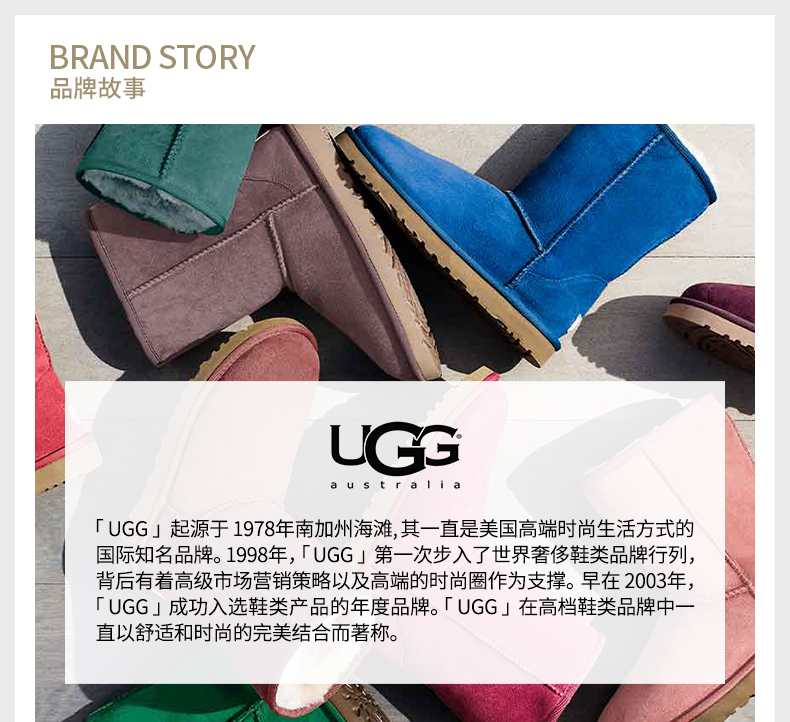 BRAND STORY
品牌故事
UGG®
australia
「UGG」起源于1978年南加州海滩,其一直是美国高端时尚生活方式的
国际知名品牌。1998年,「UGG」第一次步入了世界奢侈鞋类品牌行列,
背后有着高级市场营销策略以及高端的时尚圈作为支撑。早在2003年,
「UGG」成功入选鞋类产品的年度品牌。「UGG」在高档鞋类品牌中一
直以舒适和时尚的完美结合而著称。